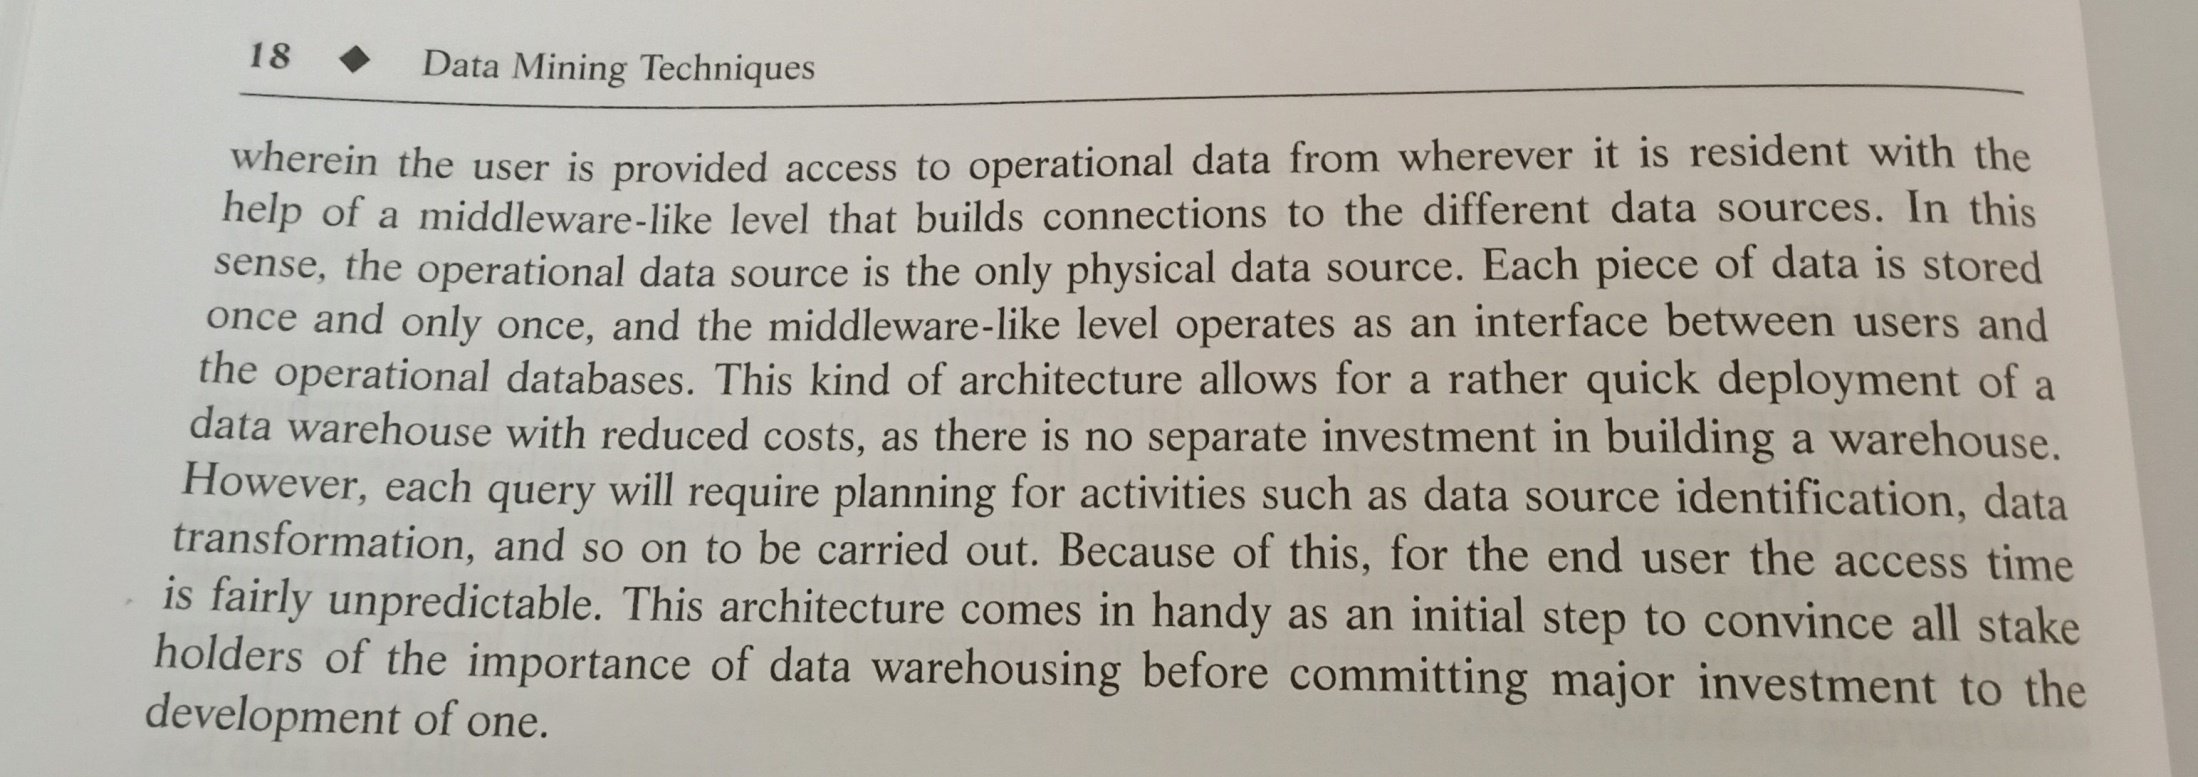 18 ◆ Data Mining Techniques
wherein the user is provided access to operational data from wherever it is resident with the
help of a middleware-like level that builds connections to the different data sources. In this
sense, the operational data source is the only physical data source. Each piece of data is stored
once and only once, and the middleware-like level operates as an interface between users and
the operational databases. This kind of architecture allows for a rather quick deployment of a
data warehouse with reduced costs, as there is no separate investment in building a warehouse.
However, each query will require planning for activities such as data source identification, data
transformation, and so on to be carried out. Because of this, for the end user the access time
is fairly unpredictable. This architecture comes in handy as an initial step to convince all stake
holders of the importance of data warehousing before committing major investment to the
development of one.